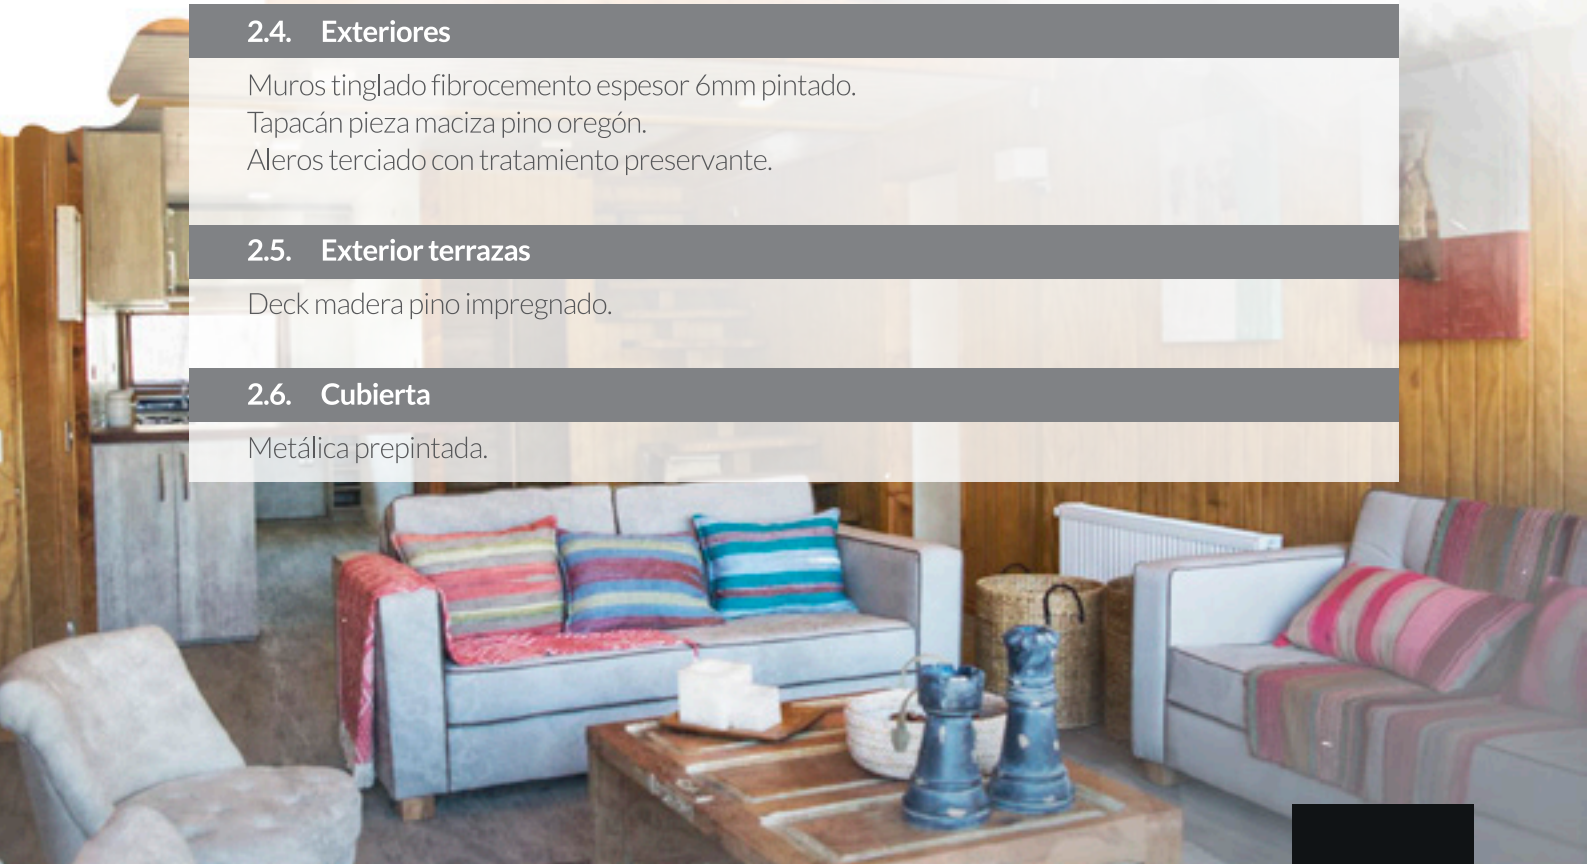 2.4. Exteriores
Muros tinglado fibrocemento espesor 6mm pintado.
Tapacán pieza maciza pino oregón.
Aleros terciado con tratamiento preservante.
2.5. Exterior terrazas
Deck madera pino impregnado.
2.6. Cubierta
Metálica prepintada.